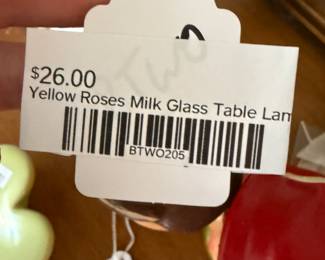 $26.00
Yellow Roses Milk Glass Table Lam
BTWO205